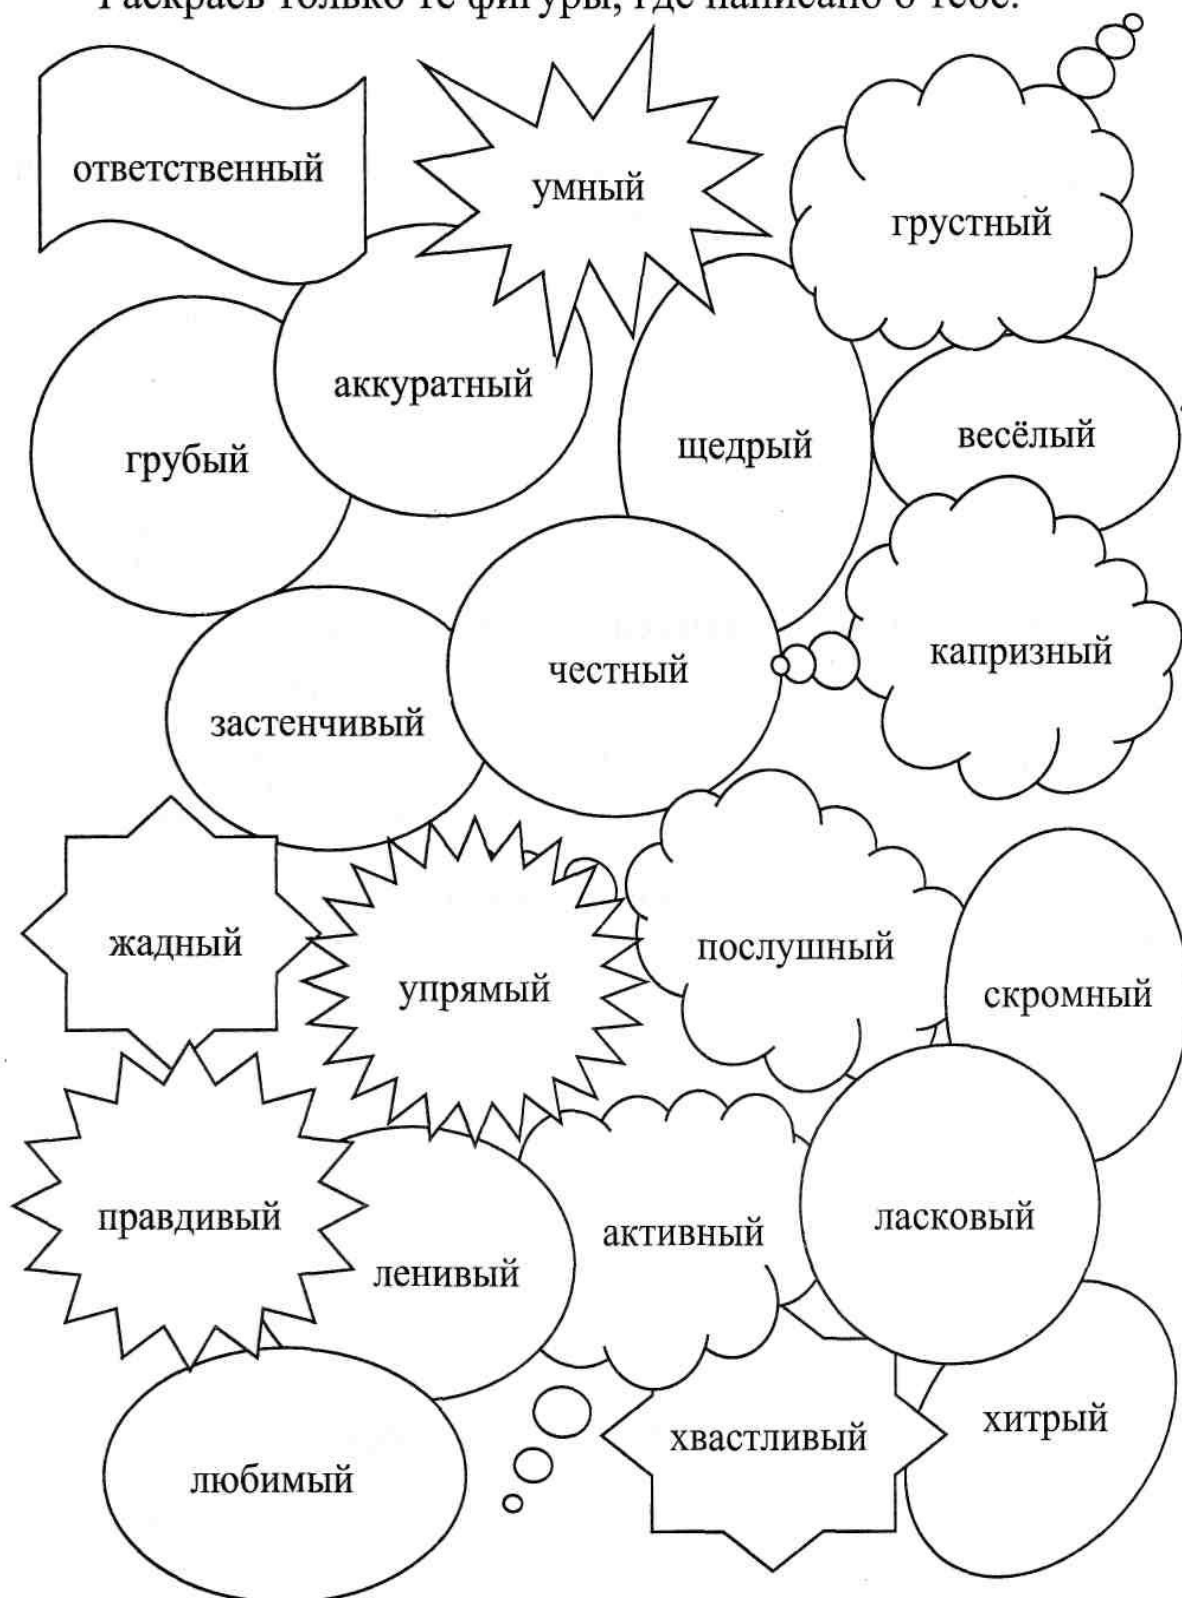 Раскрась только те фигуры, где написано о тебе.
ответственный
умный
грустный
аккуратный
грубый
щедрый
весёлый
честный
капризный
застенчивый
жадный
упрямый
послушный
скромный
правдивый
ленивый
активный
ласковый
любимый
хвастливый
хитрый